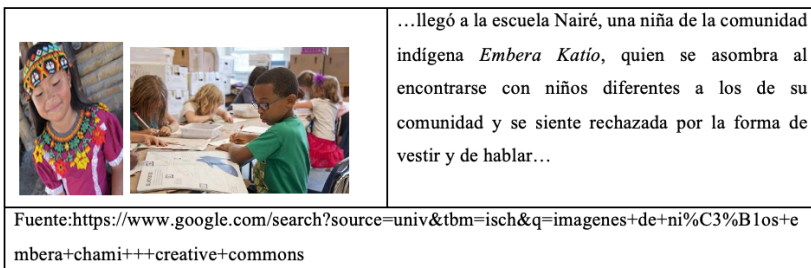 …llegó a la escuela Nairé, una niña de la comunidad
indígena Embera Katío, quien se asombra al
encontrarse con niños diferentes a los de su
comunidad y se siente rechazada por la forma de
vestir y de hablar…
Fuente:https://www.google.com/search?source=univ&tbm=isch&q=imagenes+de+ni%C3%B1os+e
mbera+chami+++creative+commons